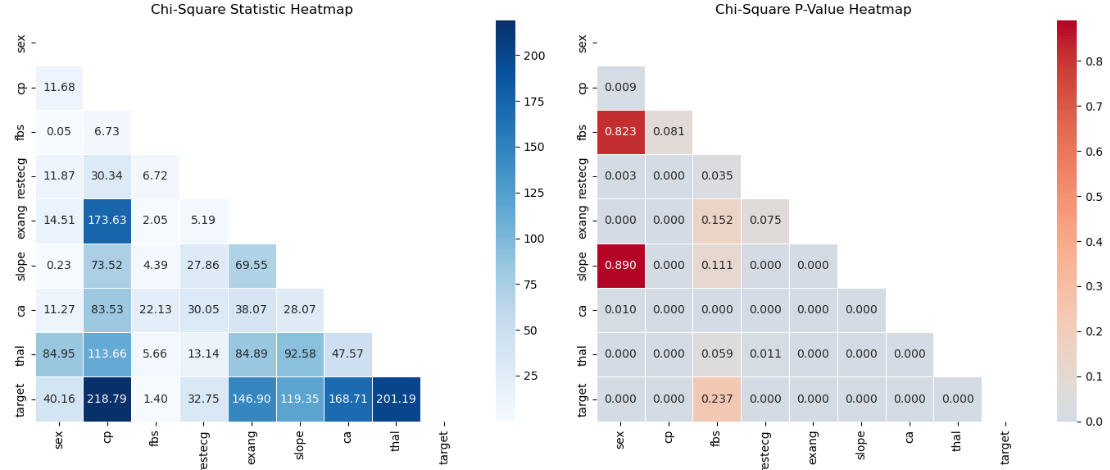 Chi-Square Statistic Heatmap
sex
cp 11.68
fbs 0.05 6.73
restecg 11.87 30.34 6.72
exang 14.51 173.63 2.05 5.19
slope 0.23 73.52 4.39 27.86 69.55
ca 11.27 83.53 22.13 30.05 38.07 28.07
thal 84.95 113.66 5.66 13.14 84.89 92.58 47.57
target 40.16 218.79 1.40 32.75 146.90 119.35 168.71 201.19
sex cp fbs restecg exang slope ca thal target
200
175
150
125
100
75
50
25
Chi-Square P-Value Heatmap
sex
cp 0.009
fbs 0.823 0.081
restecg 0.003 0.000 0.035
exang 0.000 0.000 0.152 0.075
slope 0.890 0.000 0.111 0.000 0.000
ca 0.010 0.000 0.000 0.000 0.000 0.000
thal 0.000 0.000 0.059 0.011 0.000 0.000 0.000
target 0.000 0.000 0.237 0.000 0.000 0.000 0.000 0.000
sex cp fbs restecg exang slope ca thal target
0.8
0.7
0.6
0.5
0.4
0.3
0.2
0.1
0.0